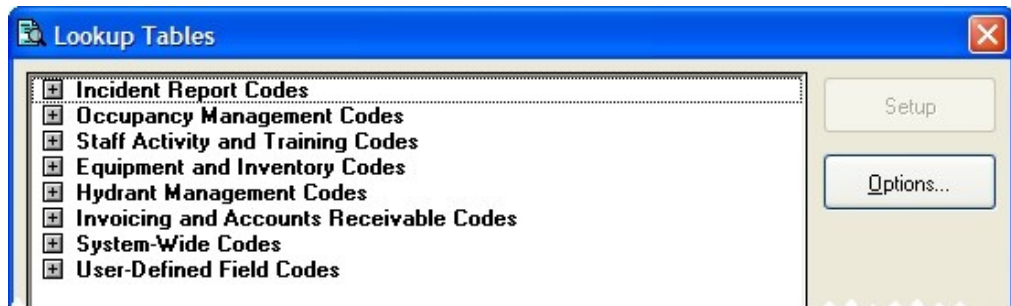 Lookup Tables
Incident Report Codes
Occupancy Management Codes
Staff Activity and Training Codes
Equipment and Inventory Codes
Hydrant Management Codes
Invoicing and Accounts Receivable Codes
System-Wide Codes
User-Defined Field Codes
Setup
Options...